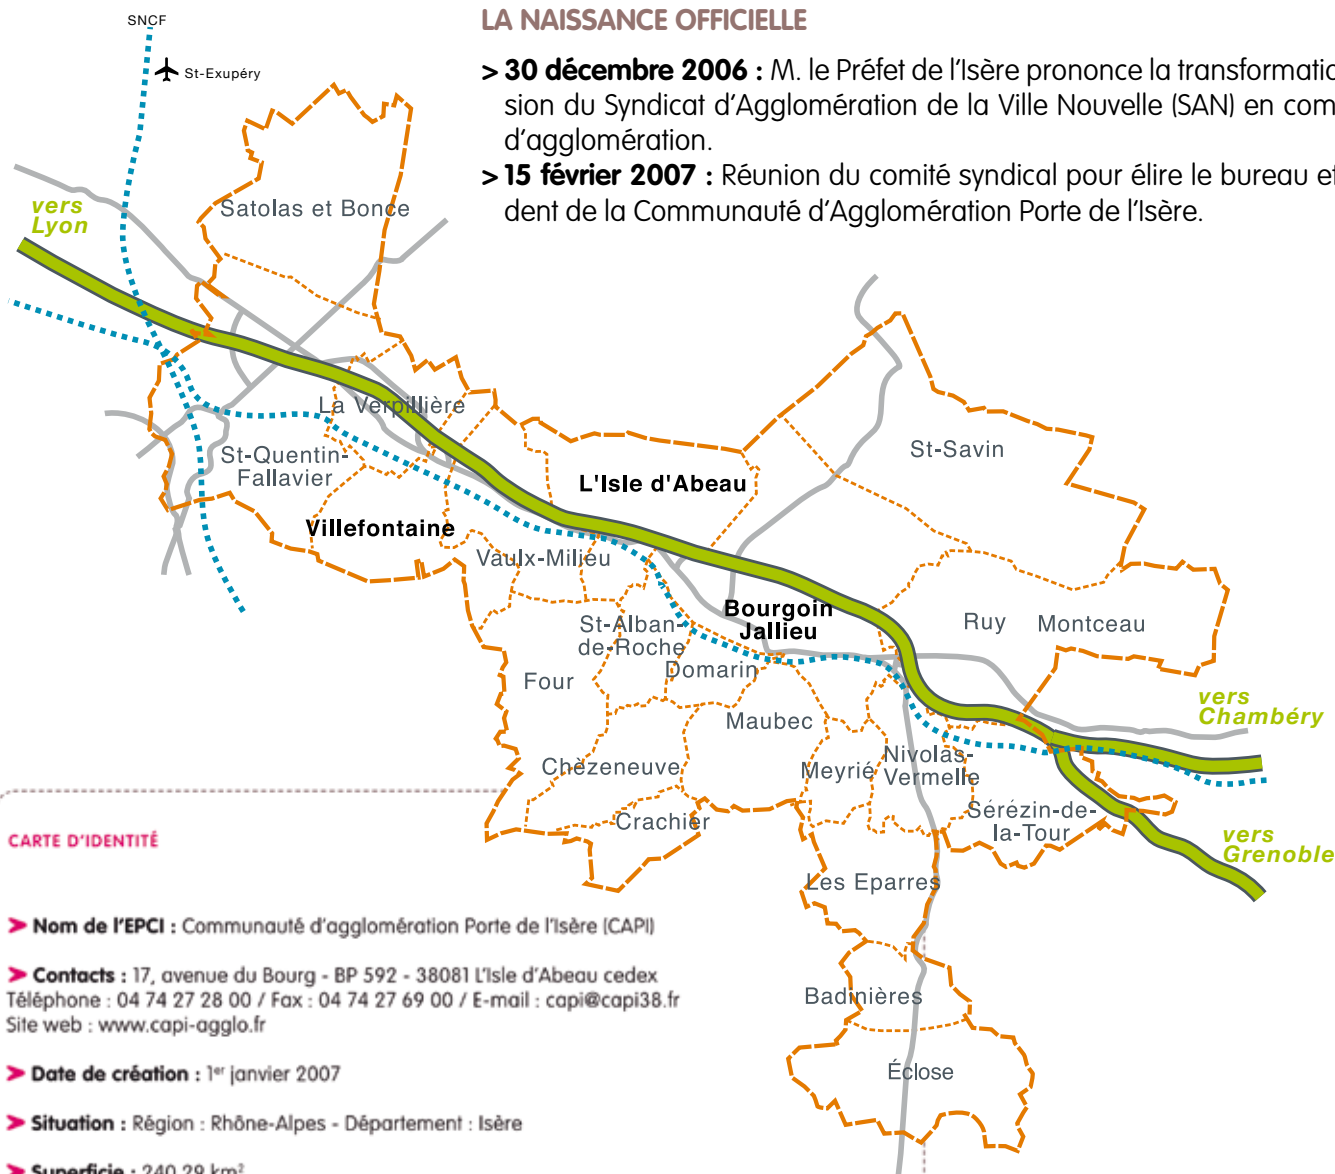 SNCF
St-Exupéry
LA NAISSANCE OFFICIELLE
> 30 décembre 2006 : M. le Préfet de l'Isère prononce la
sion du Syndicat d'Agglomération de la Ville Nouvelle (SAN) en
d'agglomération.
> 15 février 2007 : Réunion du comité syndical pour élire le bureau et
dent de la Communauté d'Agglomération Porte de l'Isère.
vers
Lyon
Satolas et Bonce
La Verpillière
St-Quentin-
Fallavier
Villefontaine
L'Isle d'Abeau
St-Savin
Vaulx-Milieu
Bourgoin
Jallieu
St-Alban-
de-Roche
Domarin
Ruy
Montceau
Four
Maubec
vers
Chambéry
Chèzeneuve
Meyrié
Nivolas-
Vermelle
Crachier
Sérézin-de-
la-Tour
vers
Grenoble
Les Eparres
Badinières
Éclose
CARTE D'IDENTITÉ
> Nom de l'EPCI : Communauté d'agglomération Porte de l'Isère (CAPI)
> Contacts : 17, avenue du Bourg - BP 592 - 38081 L'Isle d'Abeau cedex
Téléphone : 04 74 27 28 00 / Fax : 04 74 27 69 00 / E-mail : capi@capi38.fr
Site web : www.capi-agglo.fr
> Date de création : 1er janvier 2007
> Situation : Région : Rhône-Alpes - Département : Isère
> Superficie : 240,29 km²